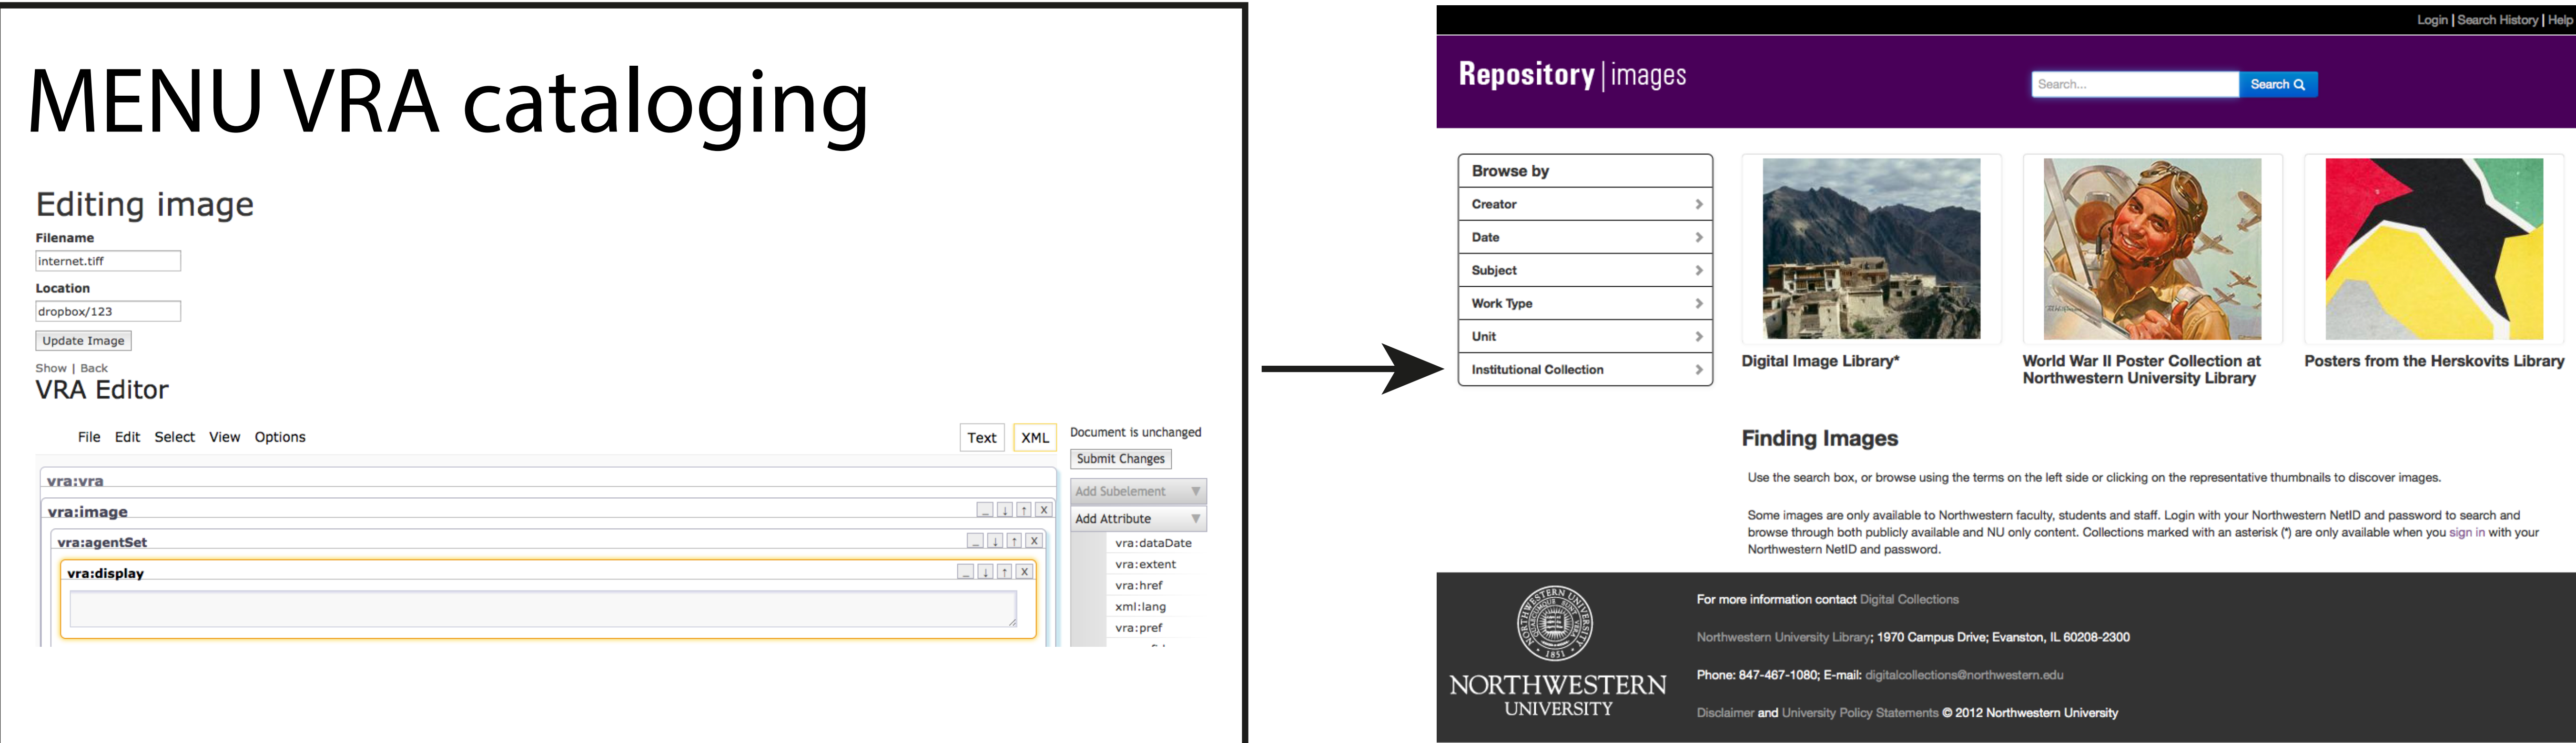 MENU VRA cataloging
Editing image
Filename
internet.tiff
Location
dropbox/123
Update Image
Show | Back
VRA Editor
File Edit Select View Options
Text XML
Document is unchanged
Submit Changes
vra:vra
vra:image
vra:agentSet
vra:display
Add Subelement
Add Attribute
vra:dataDate
vra:extent
vra:href
xml:lang
vra:pref
Login | Search History | Help
Repository | images
Search...
Search
Browse by
Creator
Date
Subject
Work Type
Unit
Institutional Collection
Digital Image Library*
World War II Poster Collection at
Northwestern University Library
Posters from the Herskovits Library
Finding Images
Use the search box, or browse using the terms on the left side or clicking on the representative thumbnails to discover images.
Some images are only available to Northwestern faculty, students and staff. Login with your Northwestern NetID and password to search and
browse through both publicly available and NU only content. Collections marked with an asterisk (*) are only available when you sign in with your
Northwestern NetID and password.
NORTHWESTERN
UNIVERSITY
1851
For more information contact Digital Collections
Northwestern University Library; 1970 Campus Drive; Evanston, IL 60208-2300
Phone: 847-467-1080; E-mail: digitalcollections@northwestern.edu
Disclaimer and University Policy Statements © 2012 Northwestern University